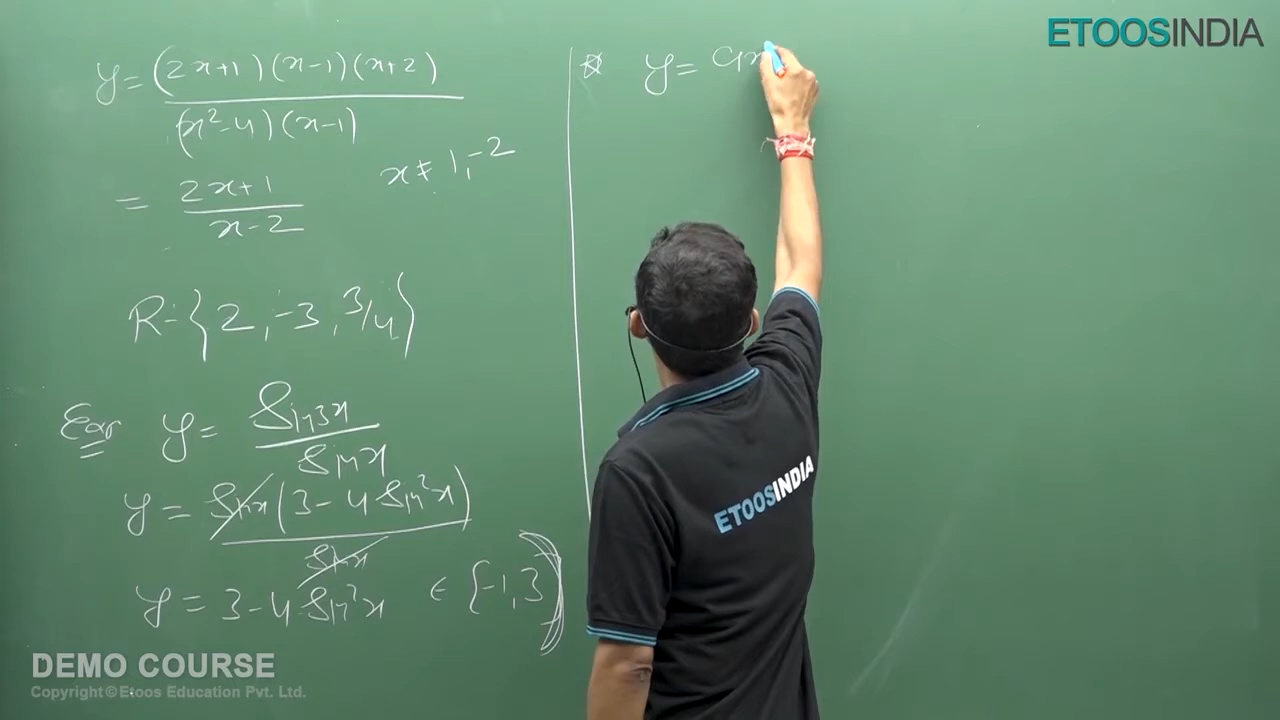 ETOOSINDIA
y = (2x+1)(x-1)(x+2)
(x²-4)(x-1)
= 2x+1
x-2
x ≠ 1, -2
R-{2, -3, 3/4}
Ex: y = Sin3x
Sinx
y = Sinx(3-4Sin²x)
Sinx
y = 3-4Sin²x ∈ [-1,3)
y =
ETOOSINDIA
DEMO COURSE
Copyright © Etoos Education Pvt. Ltd.